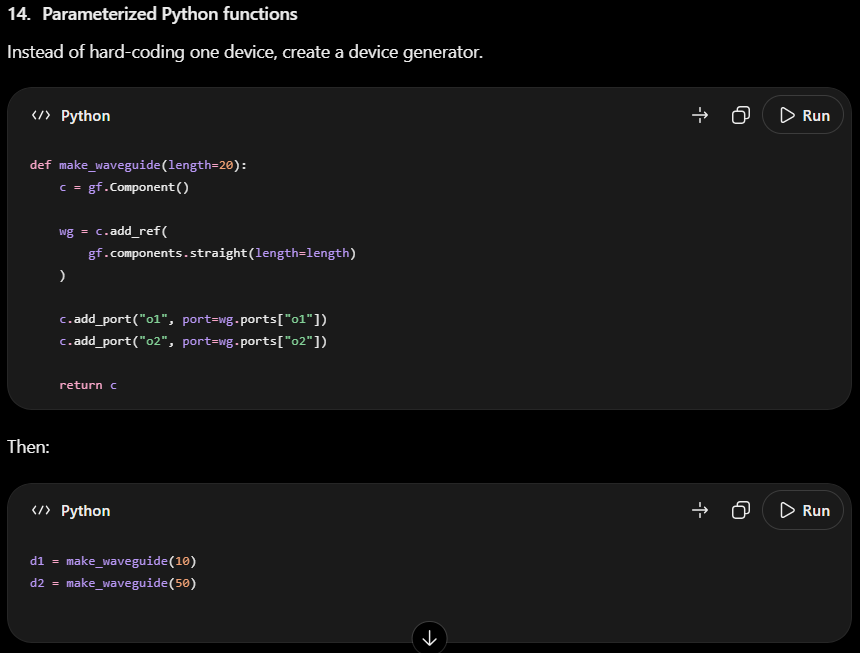 14. Parameterized Python functions
Instead of hard-coding one device, create a device generator.
</> Python
Run
def make_waveguide(length=20):
    c = gf.Component()
    wg = c.add_ref(
        gf.components.straight(length=length)
    )
    c.add_port("o1", port=wg.ports["o1"])
    c.add_port("o2", port=wg.ports["o2"])
    return c
Then:
</> Python
Run
d1 = make_waveguide(10)
d2 = make_waveguide(50)